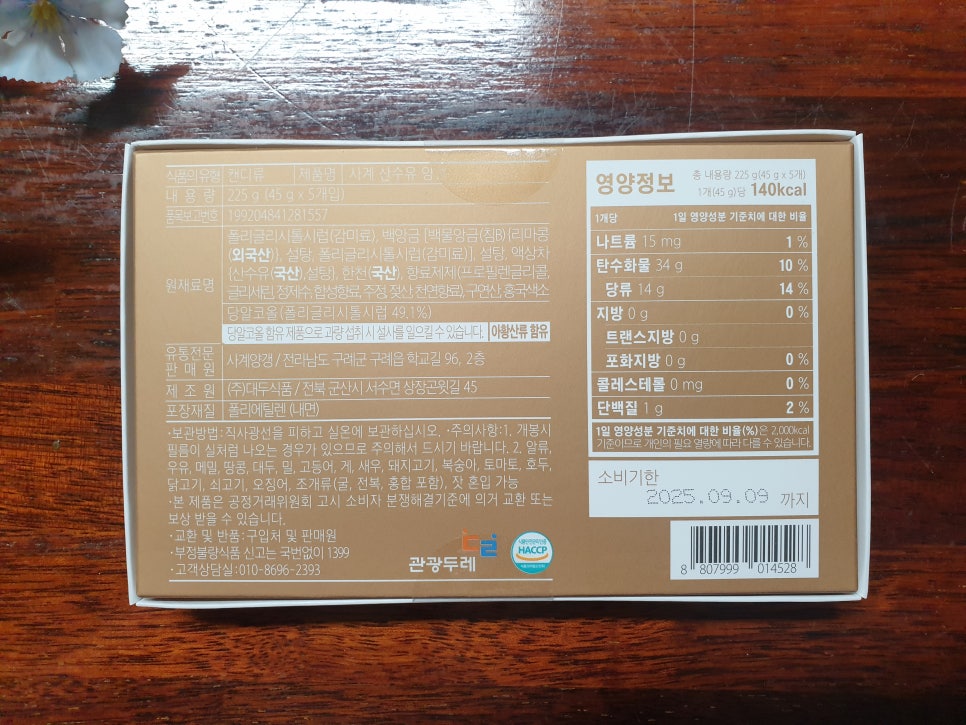 식품의유형 캔디류 제품명 사계 산수유 양
내 용 량 225 g (45 g x 5개입)
품목보고번호 199204841281557
원재료명
폴리글리시톨시럽(감미료), 백앙금 [백물앙금(침B) {리마콩
(외국산)}, 설탕, 폴리글리시톨시럽(감미료)], 설탕, 액상차
[산수유(국산),설탕], 한천(국산), 향료제제(프로필렌글리콜,
글리세린, 정제수, 합성향료, 주정, 젖산, 천연향료), 구연산, 홍국색소
당알코올(폴리글리시톨시럽 49.1%)
당알코올 함유 제품으로 과량 섭취 시 설사를 일으킬 수 있습니다. 아황산류 함유
유통전문
판 매 원
사계양갱 / 전라남도 구례군 구례읍 학교길 96, 2층
제 조 원 (주)대두식품 / 전북 군산시 서수면 상장곤윗길 45
포장재질 폴리에틸렌 (내면)
·보관방법:직사광선을 피하고 실온에 보관하십시오. ·주의사항:1. 개봉시
필름이 실처럼 나오는 경우가 있으므로 주의해서 드시기 바랍니다. 2. 알류,
우유, 메밀, 땅콩, 대두, 밀, 고등어, 게, 새우, 돼지고기, 복숭아, 토마토, 호두,
닭고기, 쇠고기, 오징어, 조개류(굴, 전복, 홍합 포함), 잣 혼입 가능
·본 제품은 공정거래위원회 고시 소비자 분쟁해결기준에 의거 교환 또는
보상 받을 수 있습니다.
·교환 및 반품:구입처 및 판매원
·부정불량식품 신고는 국번없이 1399
·고객상담실:010-8696-2393
관광두레
HACCP
영양정보
총 내용량 225 g(45 g x 5개)
1개(45 g)당 140kcal
1개당 1일 영양성분 기준치에 대한 비율
나트륨 15 mg 1 %
탄수화물 34 g 10 %
당류 14 g 14 %
지방 0 g 0 %
트랜스지방 0 g
포화지방 0 g 0 %
콜레스테롤 0 mg 0 %
단백질 1 g 2 %
1일 영양성분 기준치에 대한 비율(%)은 2,000kcal
기준이므로 개인의 필요 열량에 따라 다를 수 있습니다.
소비기한
2025.09.09 까지
8 807999 014528